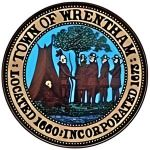 TOWN OF WRENTHAM:
LOCATED 1660: INCORPORATED 1673: